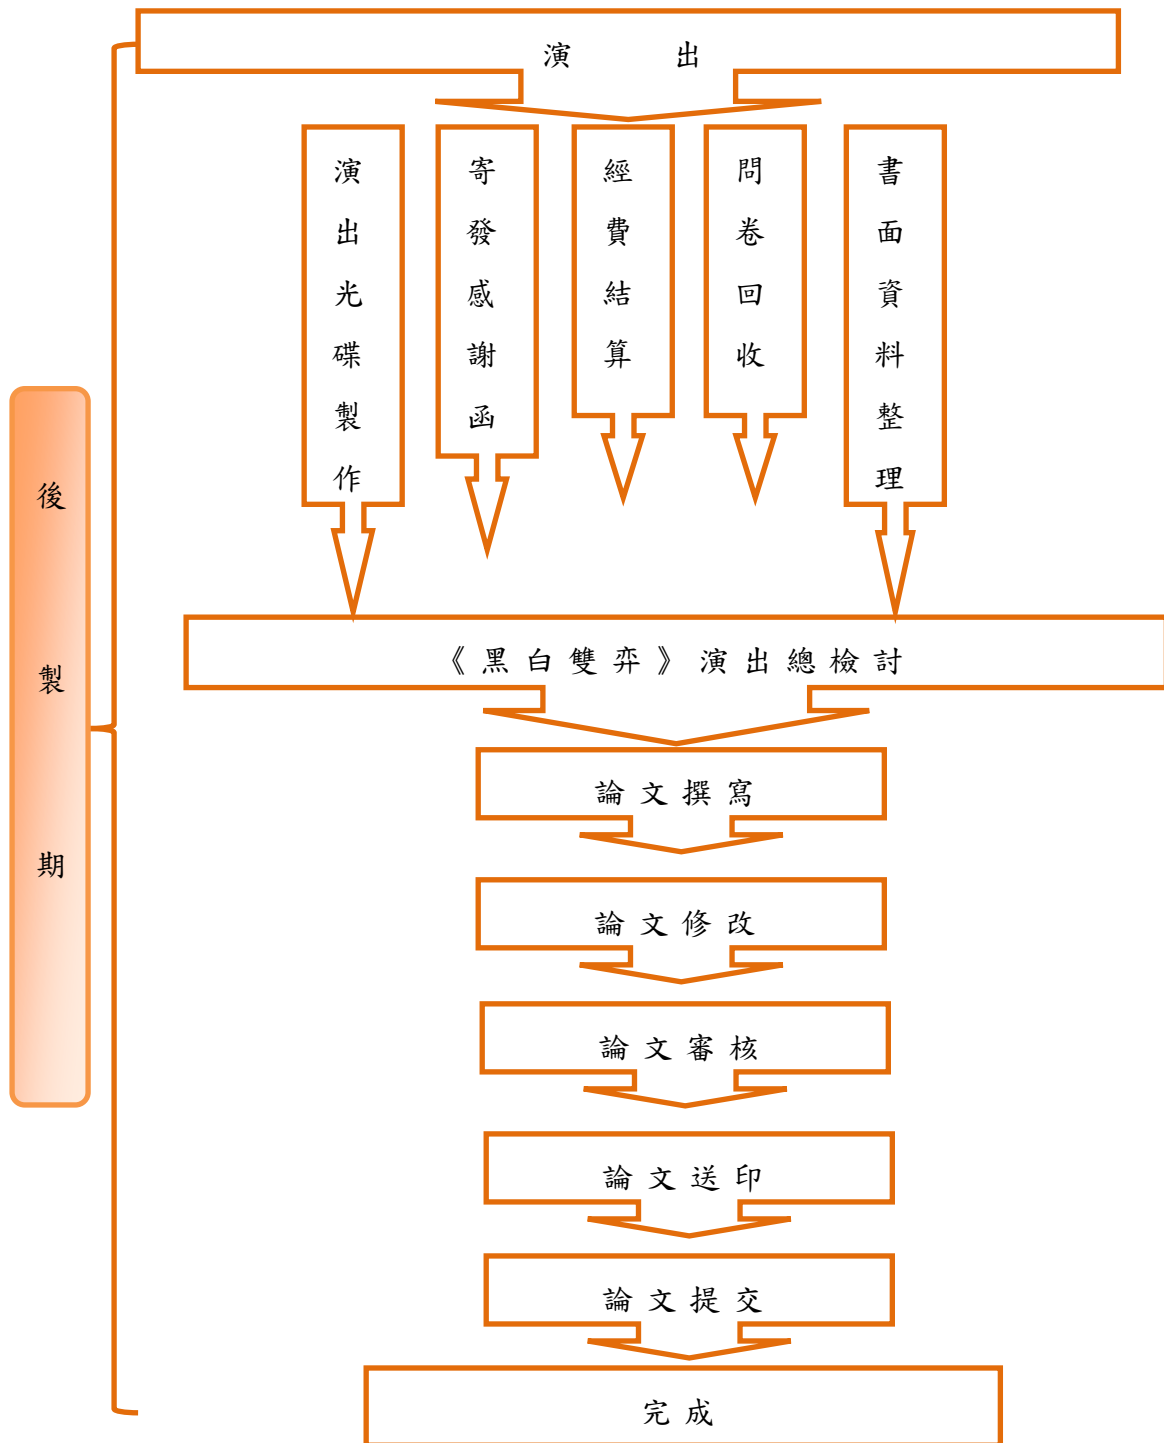 演出
演出光碟製作
寄發感謝函
經費結算
問卷回收
書面資料整理
後製期
《黑白雙弈》演出總檢討
論文撰寫
論文修改
論文審核
論文送印
論文提交
完成